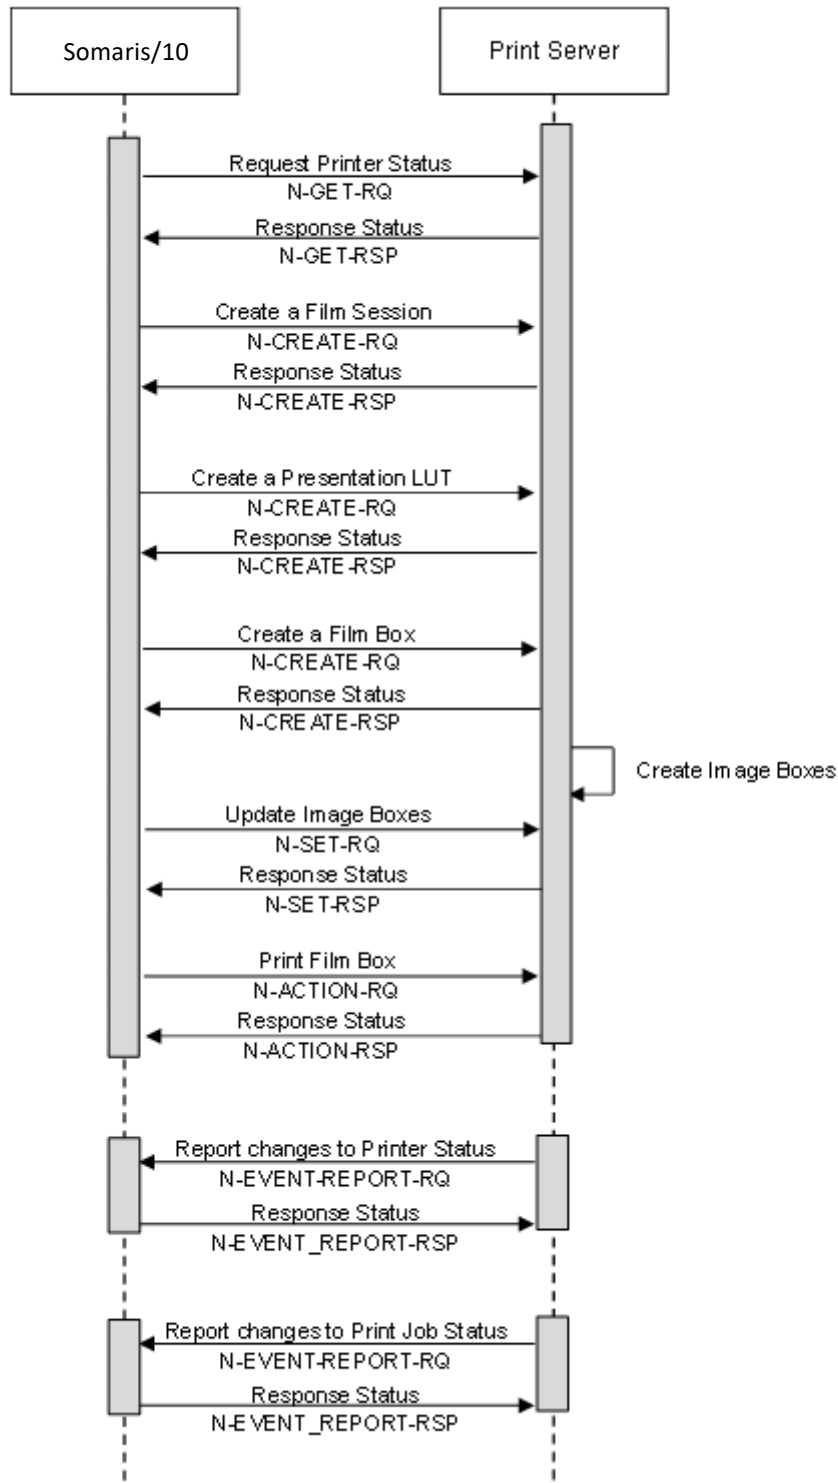 Somaris/10
Print Server
Request Printer Status
N-GET-RQ
Response Status
N-GET-RSP
Create a Film Session
N-CREATE-RQ
Response Status
N-CREATE-RSP
Create a Presentation LUT
N-CREATE-RQ
Response Status
N-CREATE-RSP
Create a Film Box
N-CREATE-RQ
Response Status
N-CREATE-RSP
Create Image Boxes
Update Image Boxes
N-SET-RQ
Response Status
N-SET-RSP
Print Film Box
N-ACTION-RQ
Response Status
N-ACTION-RSP
Report changes to Printer Status
N-EVENT-REPORT-RQ
Response Status
N-EVENT_REPORT-RSP
Report changes to Print Job Status
N-EVENT-REPORT-RQ
Response Status
N-EVENT_REPORT-RSP